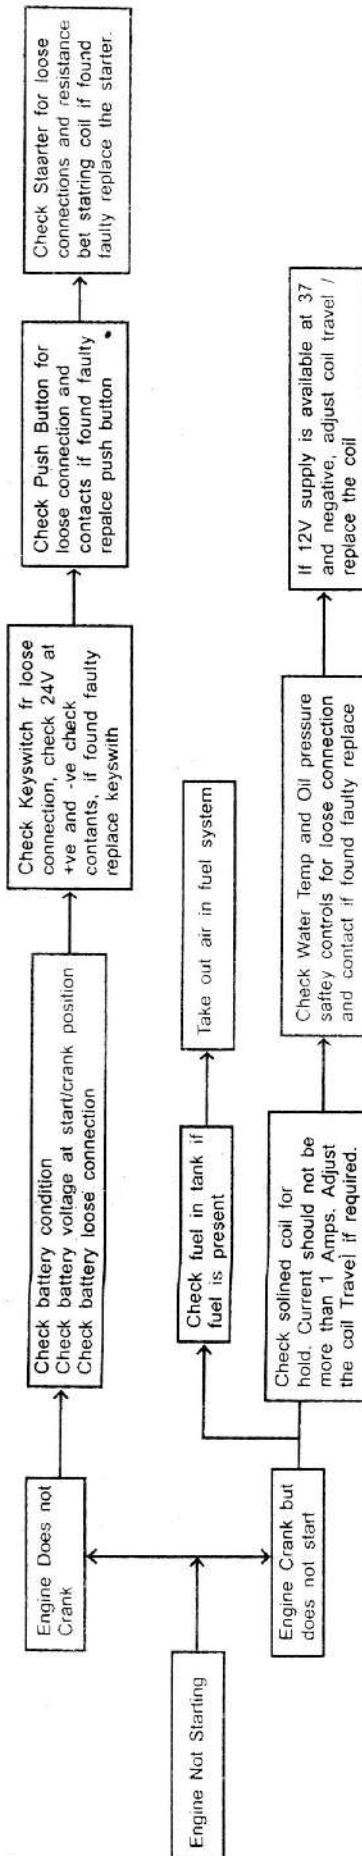 Engine Not Starting
Engine Does not
Crank
Check battery condition
Check battery voltage at start/crank position
Check battery loose connection
Check Keyswitch fr loose
connection, check 24V at
+ve and -ve check
contants, if found faulty
replace keyswith
Check Push Button for
loose connection and
contacts if found faulty
repalce push button
Check Staarter for loose
connections and resistance
bet statring coil if found
faulty replace the starter.
Engine Crank but
does not start
Check fuel in tank if
fuel is present
Take out air in fuel system
Check solined coil for
hold. Current should not be
more than 1 Amps. Adjust
the coil Travel if required.
Check Water Temp and Oil pressure
saftey controls for loose connection
and contact if found faulty replace
If 12V supply is available at 37
and negative, adjust coil travel /
replace the coil